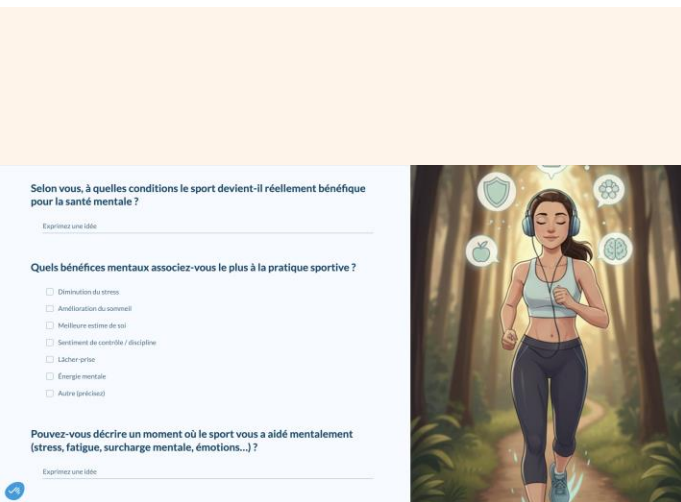 Selon vous, à quelles conditions le sport devient-il réellement bénéfique
pour la santé mentale ?
Exprimez une idée
Quels bénéfices mentaux associez-vous le plus à la pratique sportive ?
Diminution du stress
Amélioration du sommeil
Meilleure estime de soi
Sentiment de contrôle / discipline
Lâcher-prise
Énergie mentale
Autre (précisez)
Pouvez-vous décrire un moment où le sport vous a aidé mentalement
(stress, fatigue, surcharge mentale, émotions...) ?
Exprimez une idée